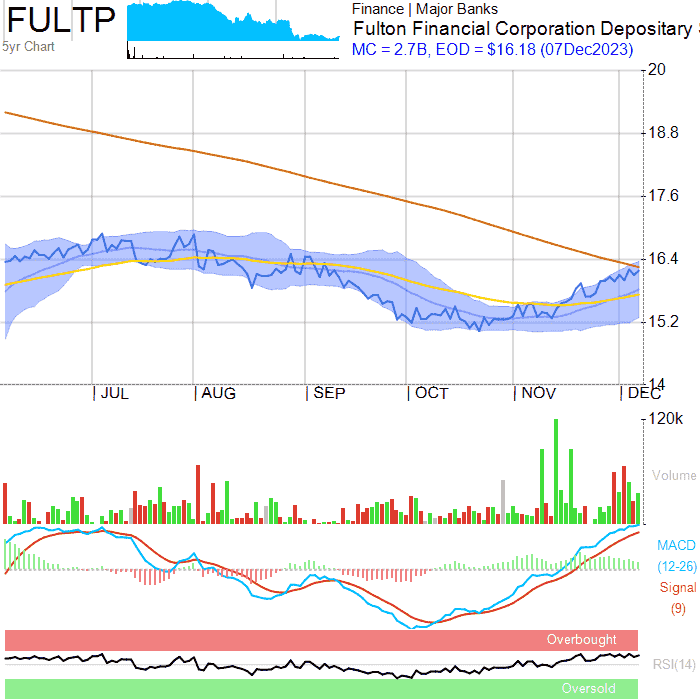 FULTP
5yr Chart
Finance | Major Banks
Fulton Financial Corporation Depositary S
MC = 2.7B, EOD = $16.18 (07Dec2023)
20
18.8
17.6
16.4
15.2
14
| JUL | AUG | SEP | OCT | NOV | DEC
120k
Volume
MACD
(12-26)
Signal
(9)
Overbought
RSI(14)
Oversold